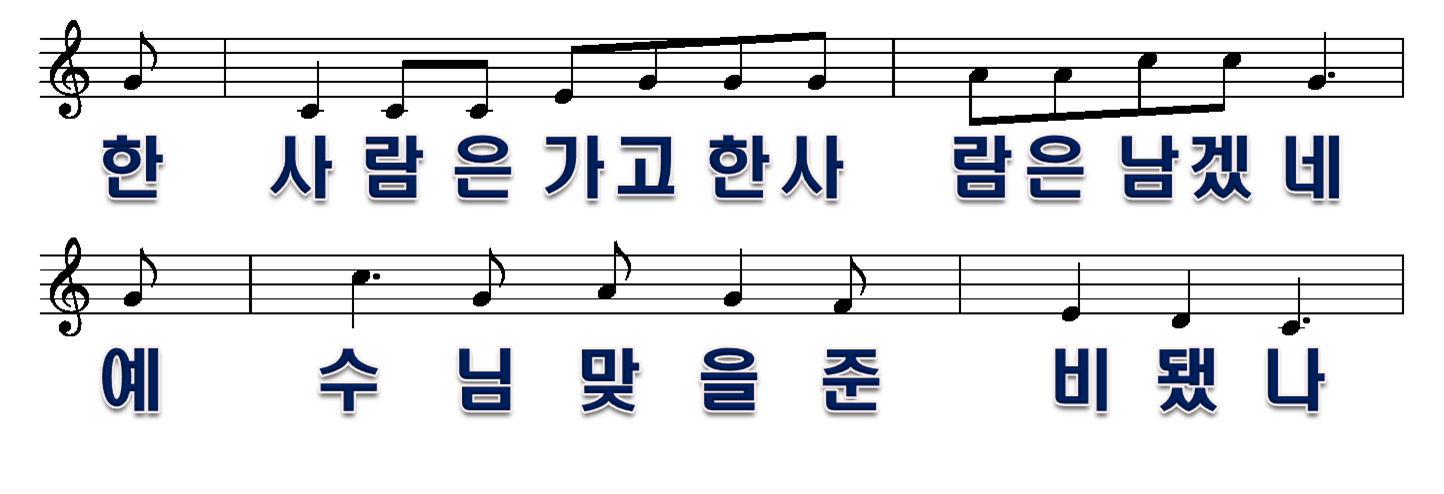 한 사 람 은 가고 한사 람은 남겠 네
예 수 님 맞 을 준 비 됐 나